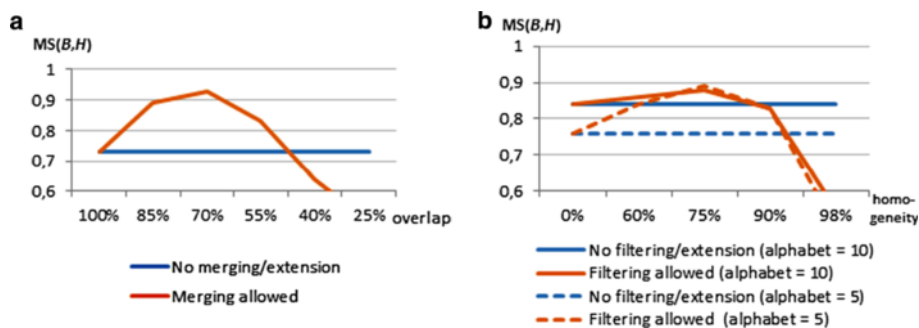 a
MS(B,H)
1
0,9
0,8
0,7
0,6
100% 85% 70% 55% 40% 25% overlap
No merging/extension
Merging allowed
b
MS(B,H)
1
0,9
0,8
0,7
0,6
0% 60% 75% 90% 98%
homo-
geneity
No filtering/extension (alphabet = 10)
Filtering allowed (alphabet = 10)
No filtering/extension (alphabet = 5)
Filtering allowed (alphabet = 5)